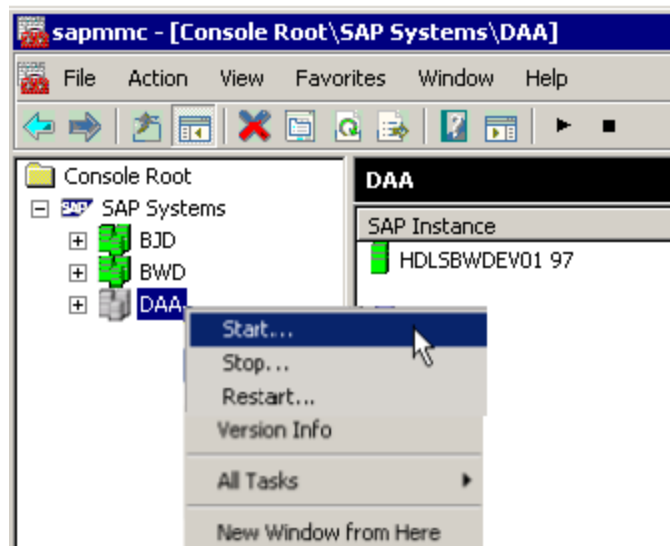 sapmmc - [Console Root\SAP Systems\DAA]
File Action View Favorites Window Help
Console Root
SAP SAP Systems
BJD
BWD
DAA
DAA
SAP Instance
HDLSBWDEV01 97
Start...
Stop...
Restart...
Version Info
All Tasks
New Window from Here